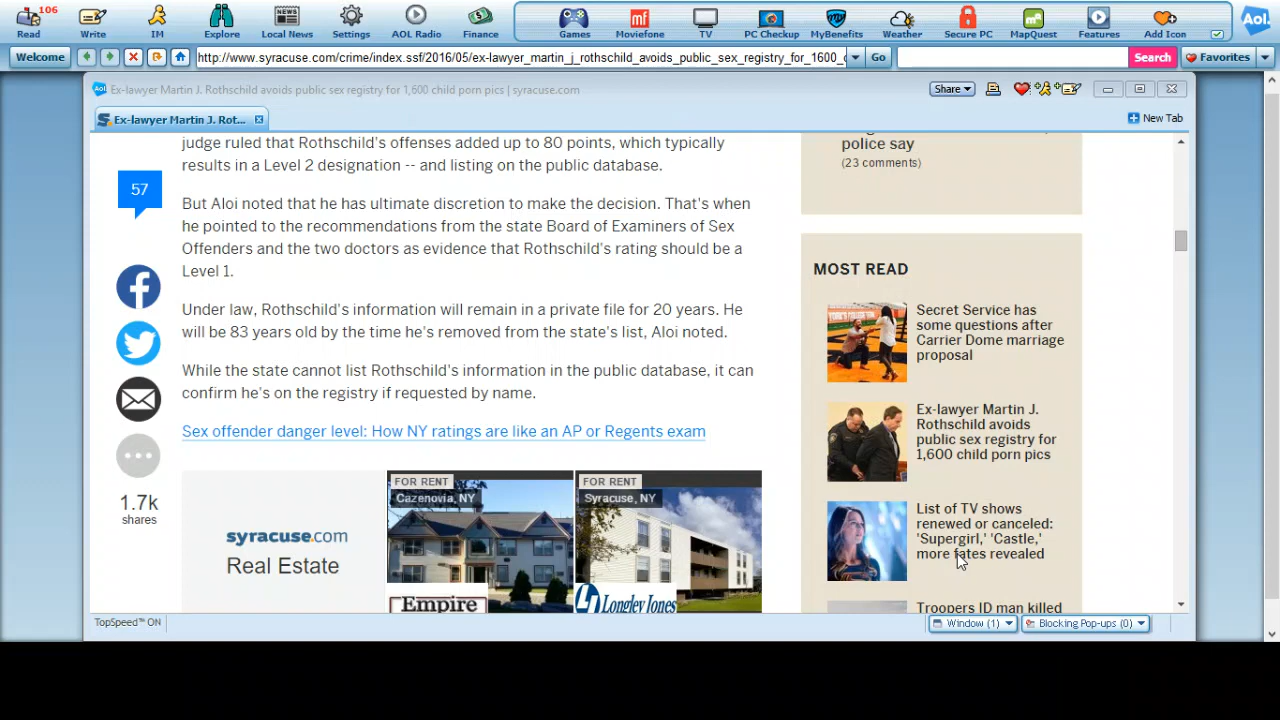 106
Read Write IM Explore Local News Settings AOL Radio Finance Games Moviefone TV PC Checkup MyBenefits Weather Secure PC MapQuest Features Add Icon Aol.
Welcome http://www.syracuse.com/crime/index.ssf/2016/05/ex-lawyer_martin_j_rothschild_avoids_public_sex_registry_for_1600_c Go Search Favorites
Ex-lawyer Martin J. Rothschild avoids public sex registry for 1,600 child porn pics | syracuse.com Share
Ex-lawyer Martin J. Rot... New Tab
judge ruled that Rothschild's offenses added up to 80 points, which typically
results in a Level 2 designation -- and listing on the public database.
57
But Aloi noted that he has ultimate discretion to make the decision. That's when
he pointed to the recommendations from the state Board of Examiners of Sex
Offenders and the two doctors as evidence that Rothschild's rating should be a
Level 1.
Under law, Rothschild's information will remain in a private file for 20 years. He
will be 83 years old by the time he's removed from the state's list, Aloi noted.
While the state cannot list Rothschild's information in the public database, it can
confirm he's on the registry if requested by name.
Sex offender danger level: How NY ratings are like an AP or Regents exam
1.7k
shares
syracuse.com
Real Estate
FOR RENT
Cazenovia, NY
Empire
FOR RENT
Syracuse, NY
Longley Jones
police say
(23 comments)
MOST READ
Secret Service has
some questions after
Carrier Dome marriage
proposal
Ex-lawyer Martin J.
Rothschild avoids
public sex registry for
1,600 child porn pics
List of TV shows
renewed or canceled:
'Supergirl,' 'Castle,'
more fates revealed
Troopers ID man killed
TopSpeed™ ON Window (1) Blocking Pop-ups (0)